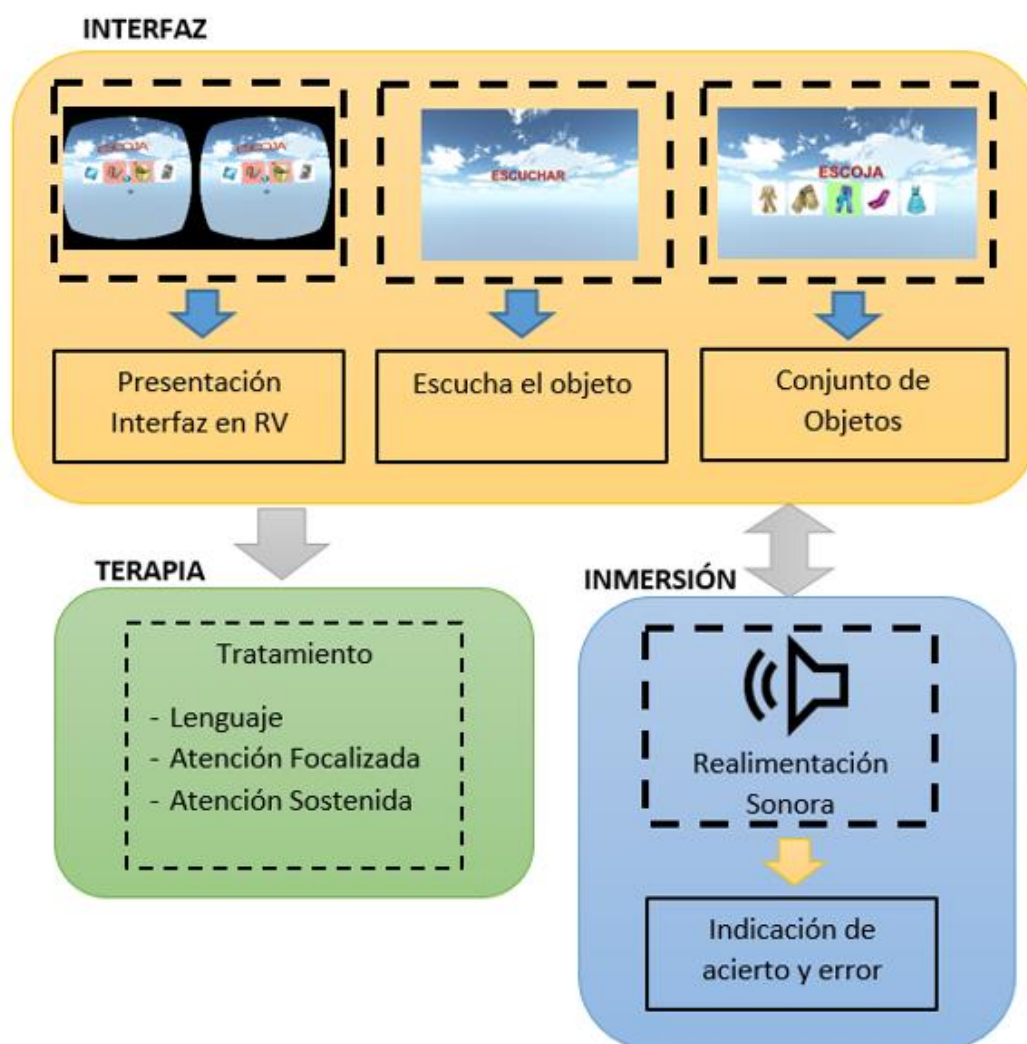 INTERFAZ
ESCOJA
ESCOJA
ESCUCHAR
ESCOJA
Presentación
Interfaz en RV
Escucha el objeto
Conjunto de
Objetos
TERAPIA
Tratamiento
- Lenguaje
- Atención Focalizada
- Atención Sostenida
INMERSIÓN
Realimentación
Sonora
Indicación de
acierto y error